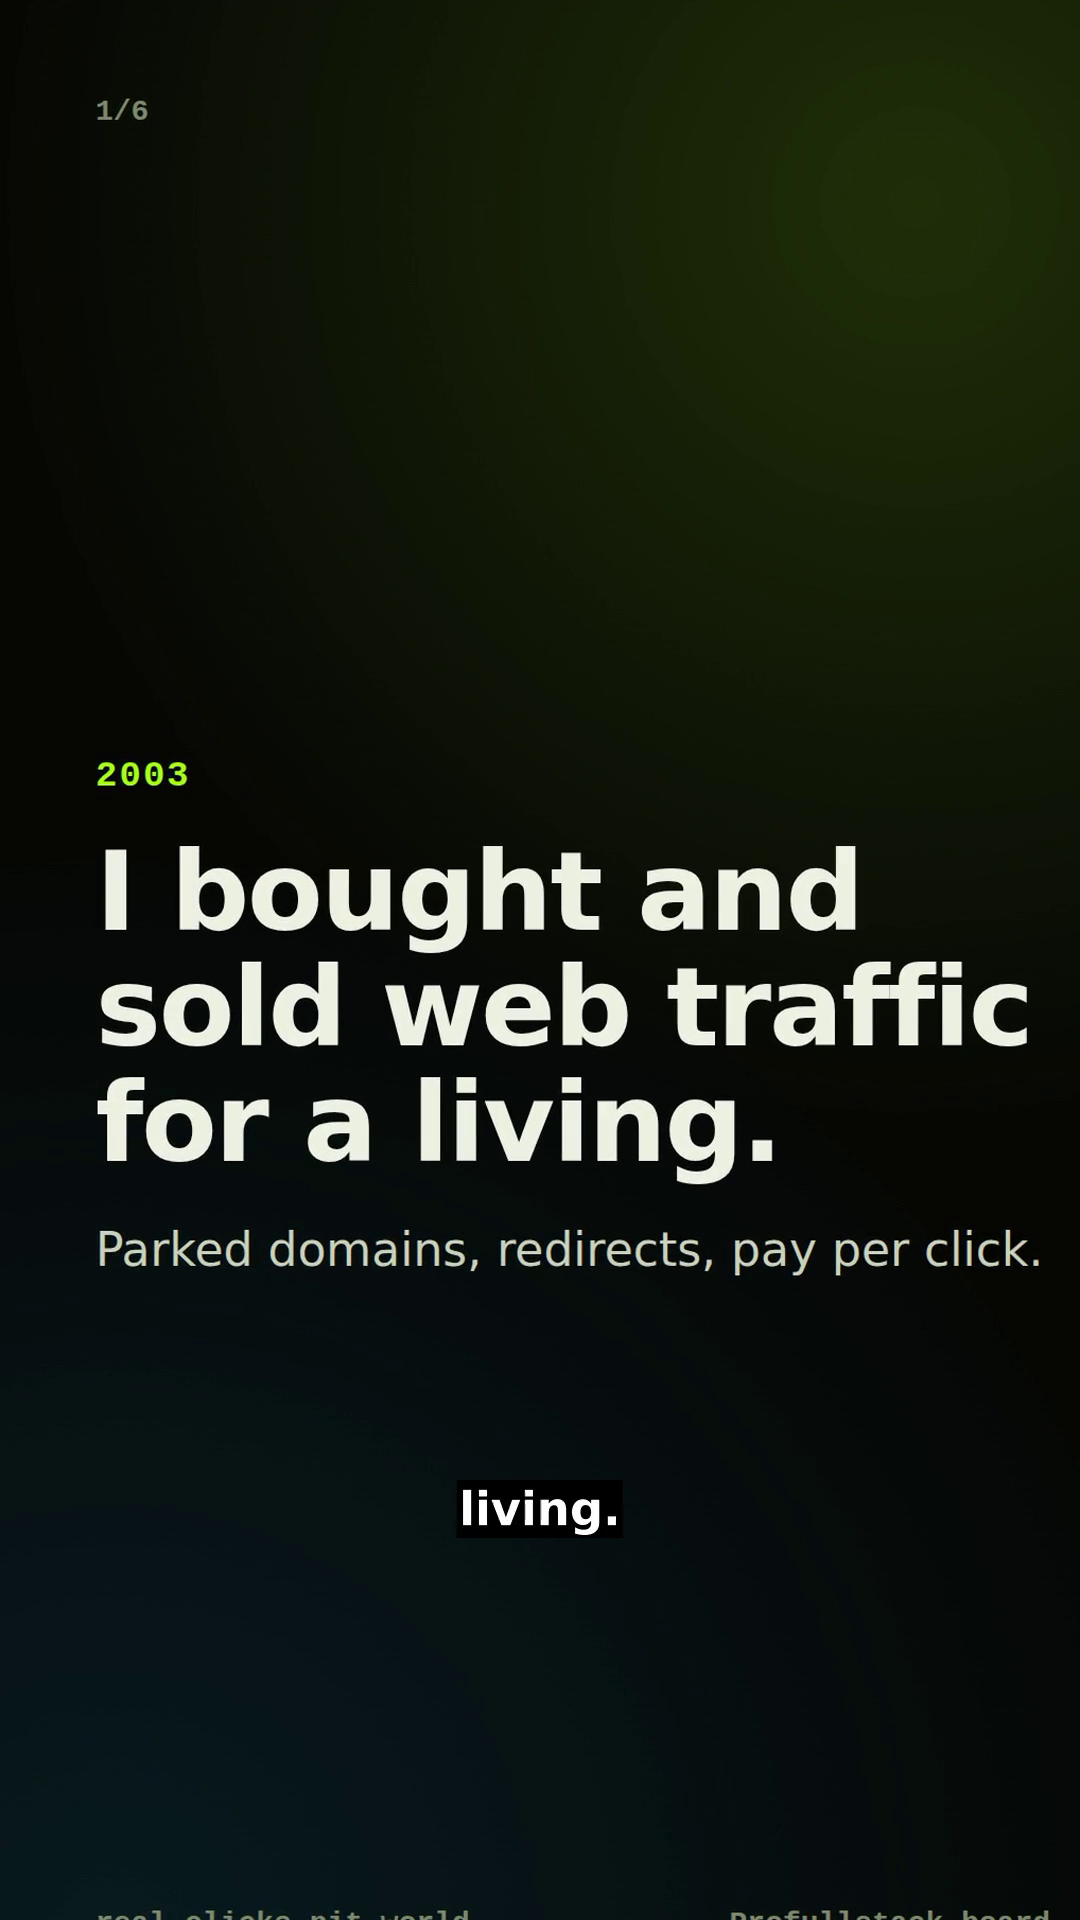 1/6
2003
I bought and
sold web traffic
for a living.
Parked domains, redirects, pay per click.
living.